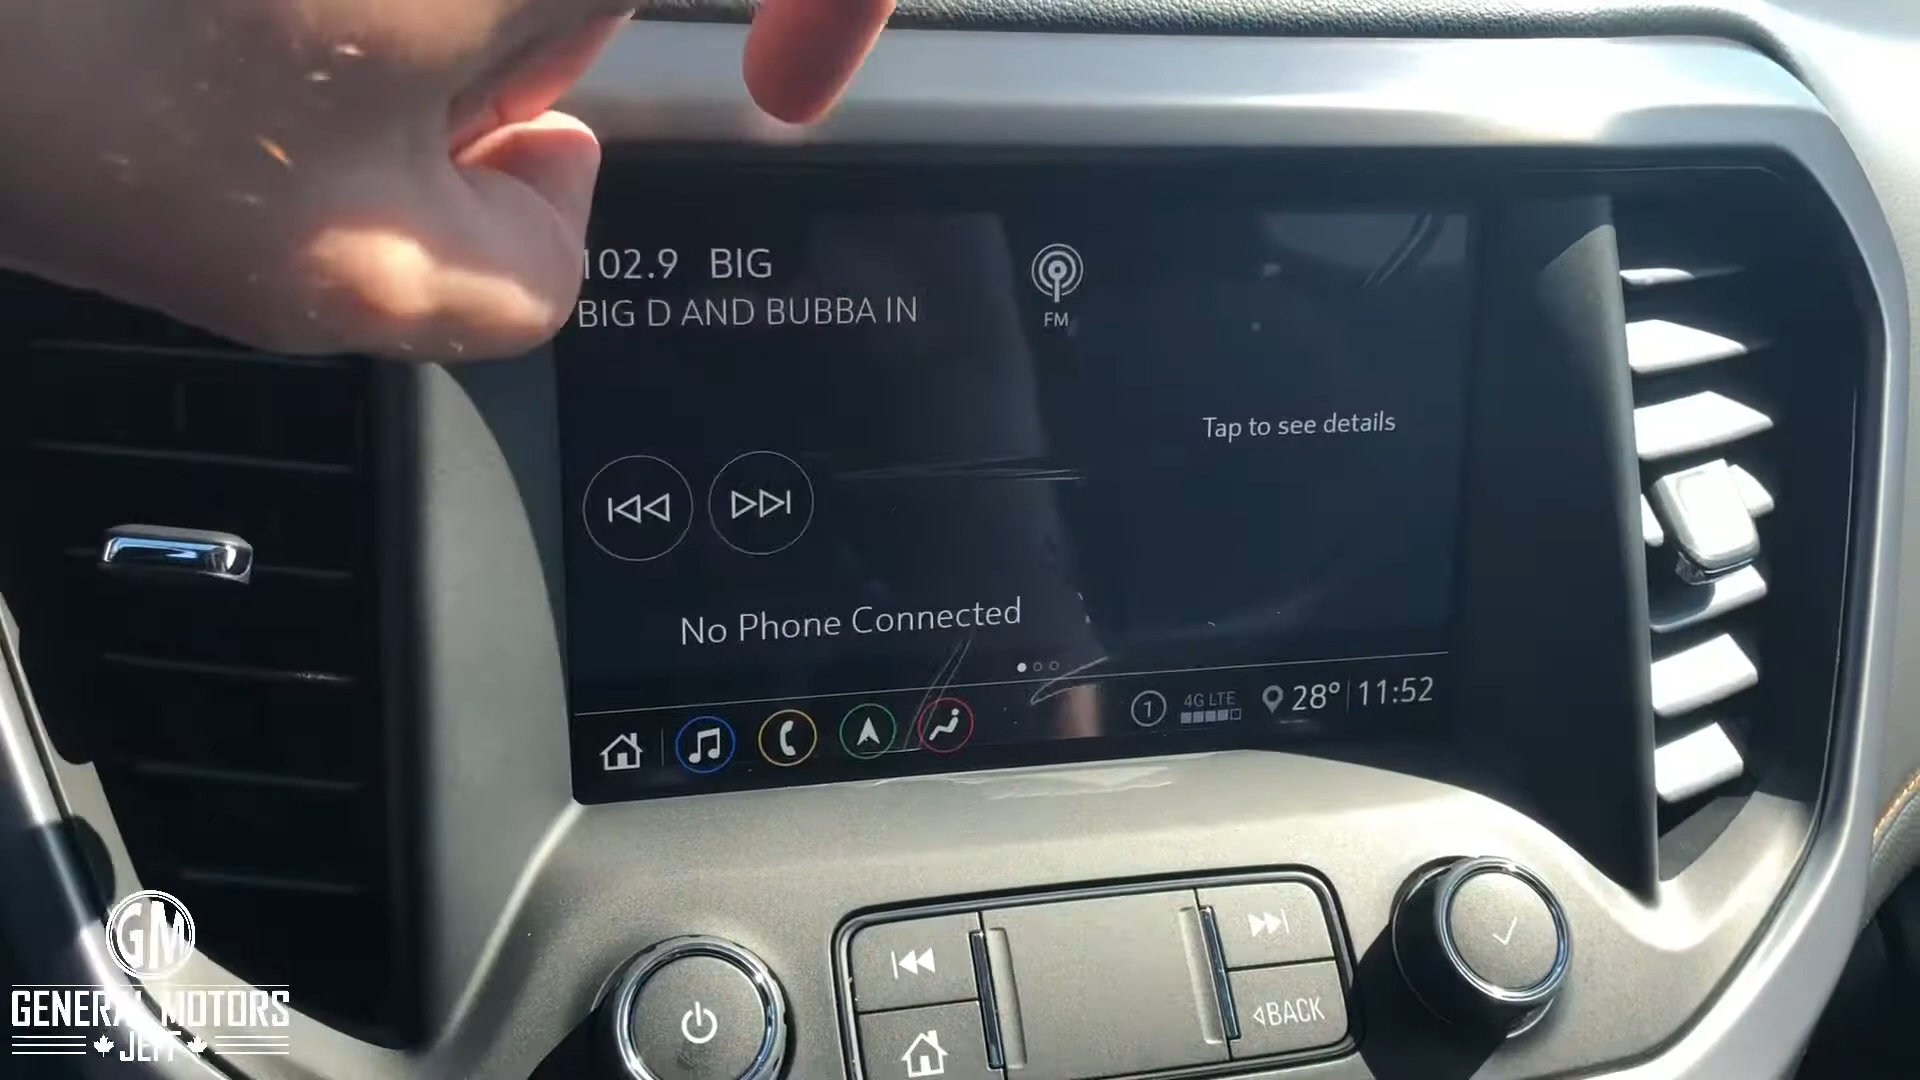 102.9 BIG
BIG D AND BUBBA IN
FM
Tap to see details
No Phone Connected
1
4G LTE
28° 11:52
BACK
GM
GENERAL MOTORS
JEFF